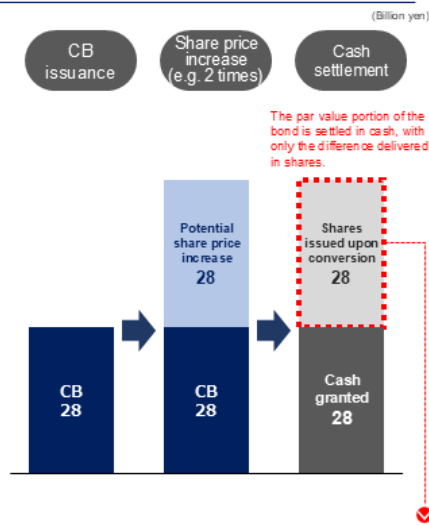 (Billion yen)
CB
issuance
Share price
increase
(e.g. 2 times)
Cash
settlement
The par value portion of the
bond is settled in cash, with
only the difference delivered
in shares.
Potential
share price
increase
28
Shares
issued upon
conversion
28
CB
28
CB
28
Cash
granted
28